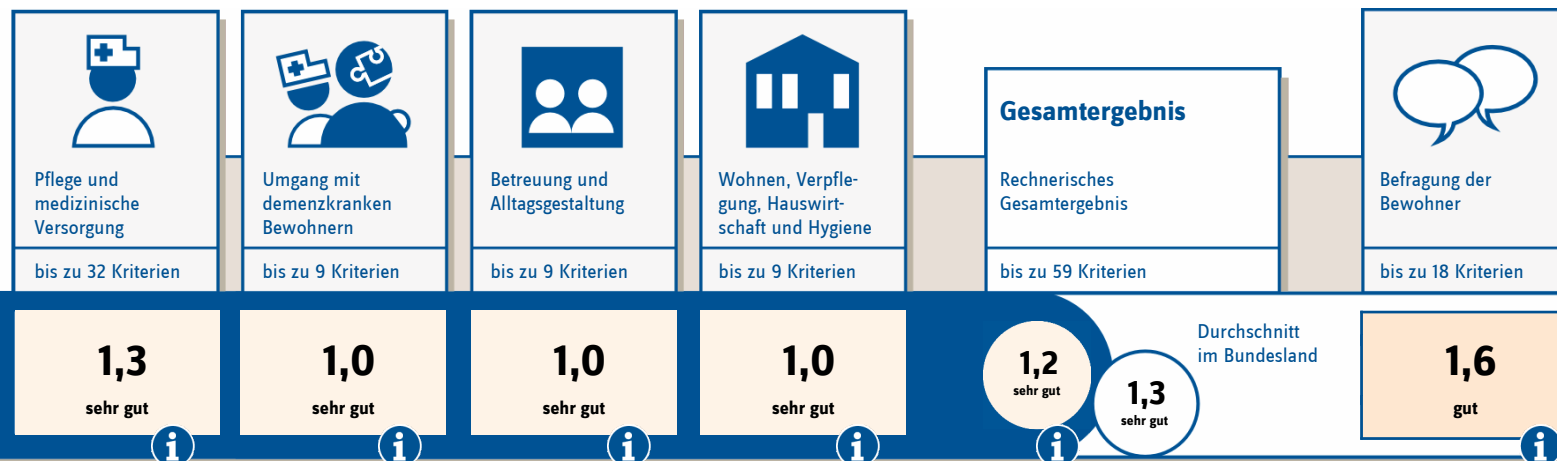 Pflege und
medizinische
Versorgung
bis zu 32 Kriterien
1,3
sehr gut
i
Umgang mit
demenzkranken
Bewohnern
bis zu 9 Kriterien
1,0
sehr gut
i
Betreuung und
Alltagsgestaltung
bis zu 9 Kriterien
1,0
sehr gut
i
Wohnen, Verpfle-
gung, Hauswirt-
schaft und Hygiene
bis zu 9 Kriterien
1,0
sehr gut
i
Gesamtergebnis
Rechnerisches
Gesamtergebnis
bis zu 59 Kriterien
1,2
sehr gut
i
1,3
sehr gut
Durchschnitt
im Bundesland
Befragung der
Bewohner
bis zu 18 Kriterien
1,6
gut
i